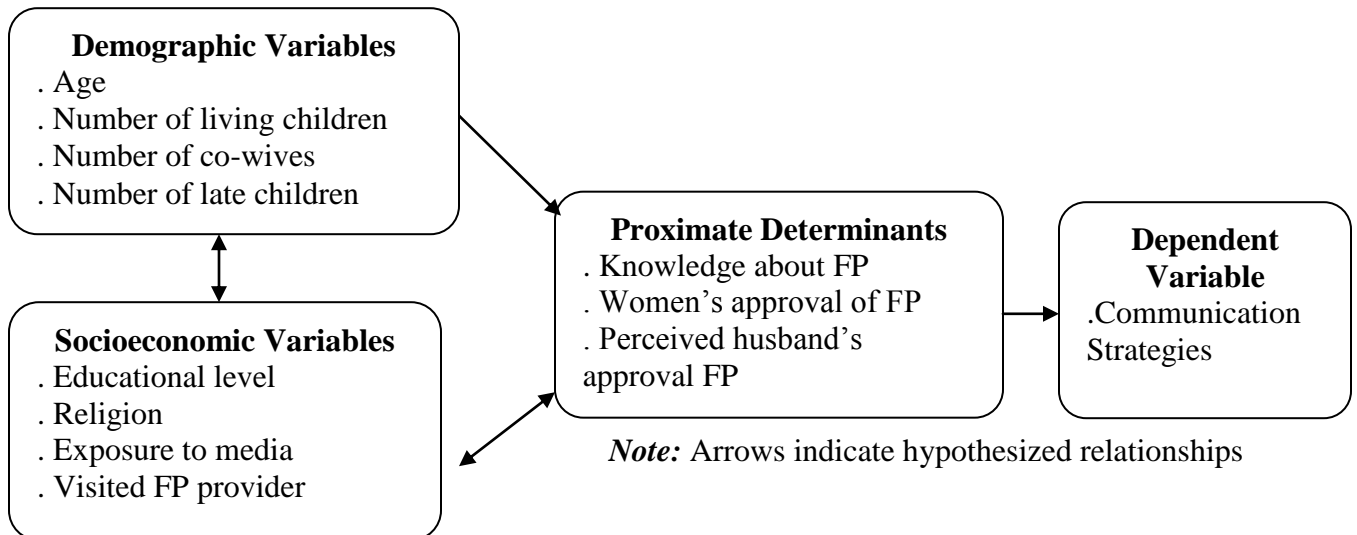 Demographic Variables
. Age
. Number of living children
. Number of co-wives
. Number of late children
Socioeconomic Variables
. Educational level
. Religion
. Exposure to media
. Visited FP provider
Proximate Determinants
. Knowledge about FP
. Women’s approval of FP
. Perceived husband’s
approval FP
Dependent
Variable
.Communication
Strategies
Note: Arrows indicate hypothesized relationships